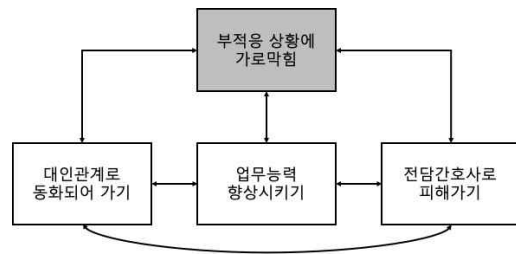 부적응 상황에
가로막힘
대인관계로
동화되어 가기
업무능력
향상시키기
전담간호사로
피해가기